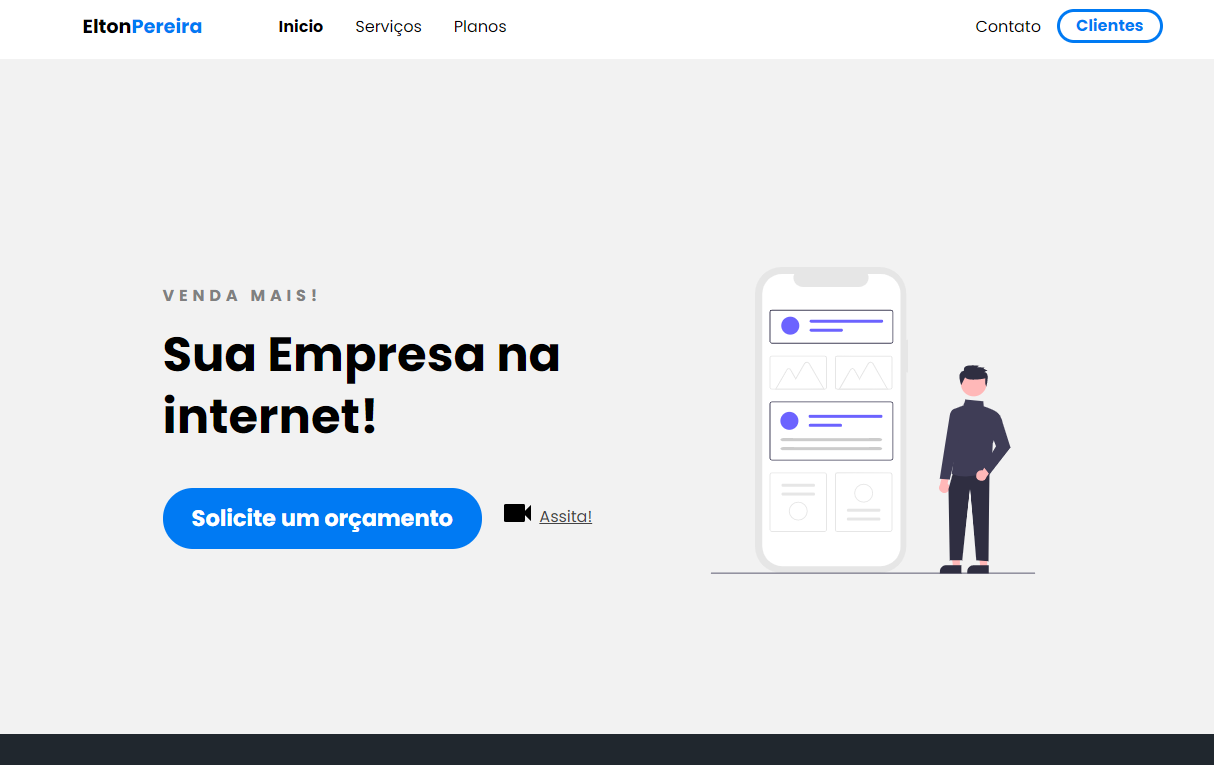 EltonPereira Inicio Serviços Planos Contato Clientes
VENDA MAIS!
Sua Empresa na
internet!
Solicite um orçamento Assita!